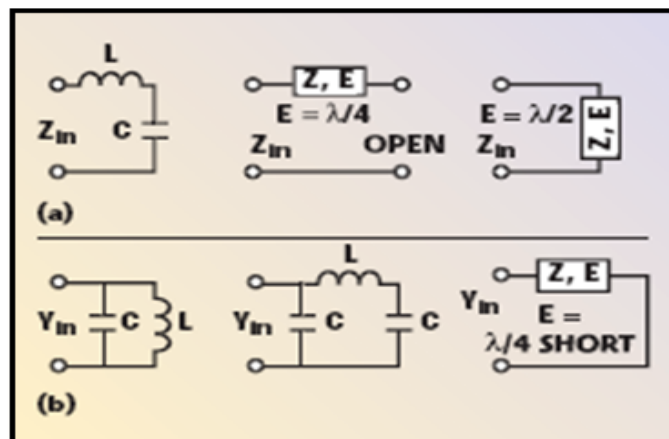 L
Z, E
E = λ/4
E = λ/2
Z, E
Zin
C
Zin
OPEN
Zin
(a)
L
Z, E
Yin
C
L
Yin
C
C
Yin
E =
λ/4 SHORT
(b)